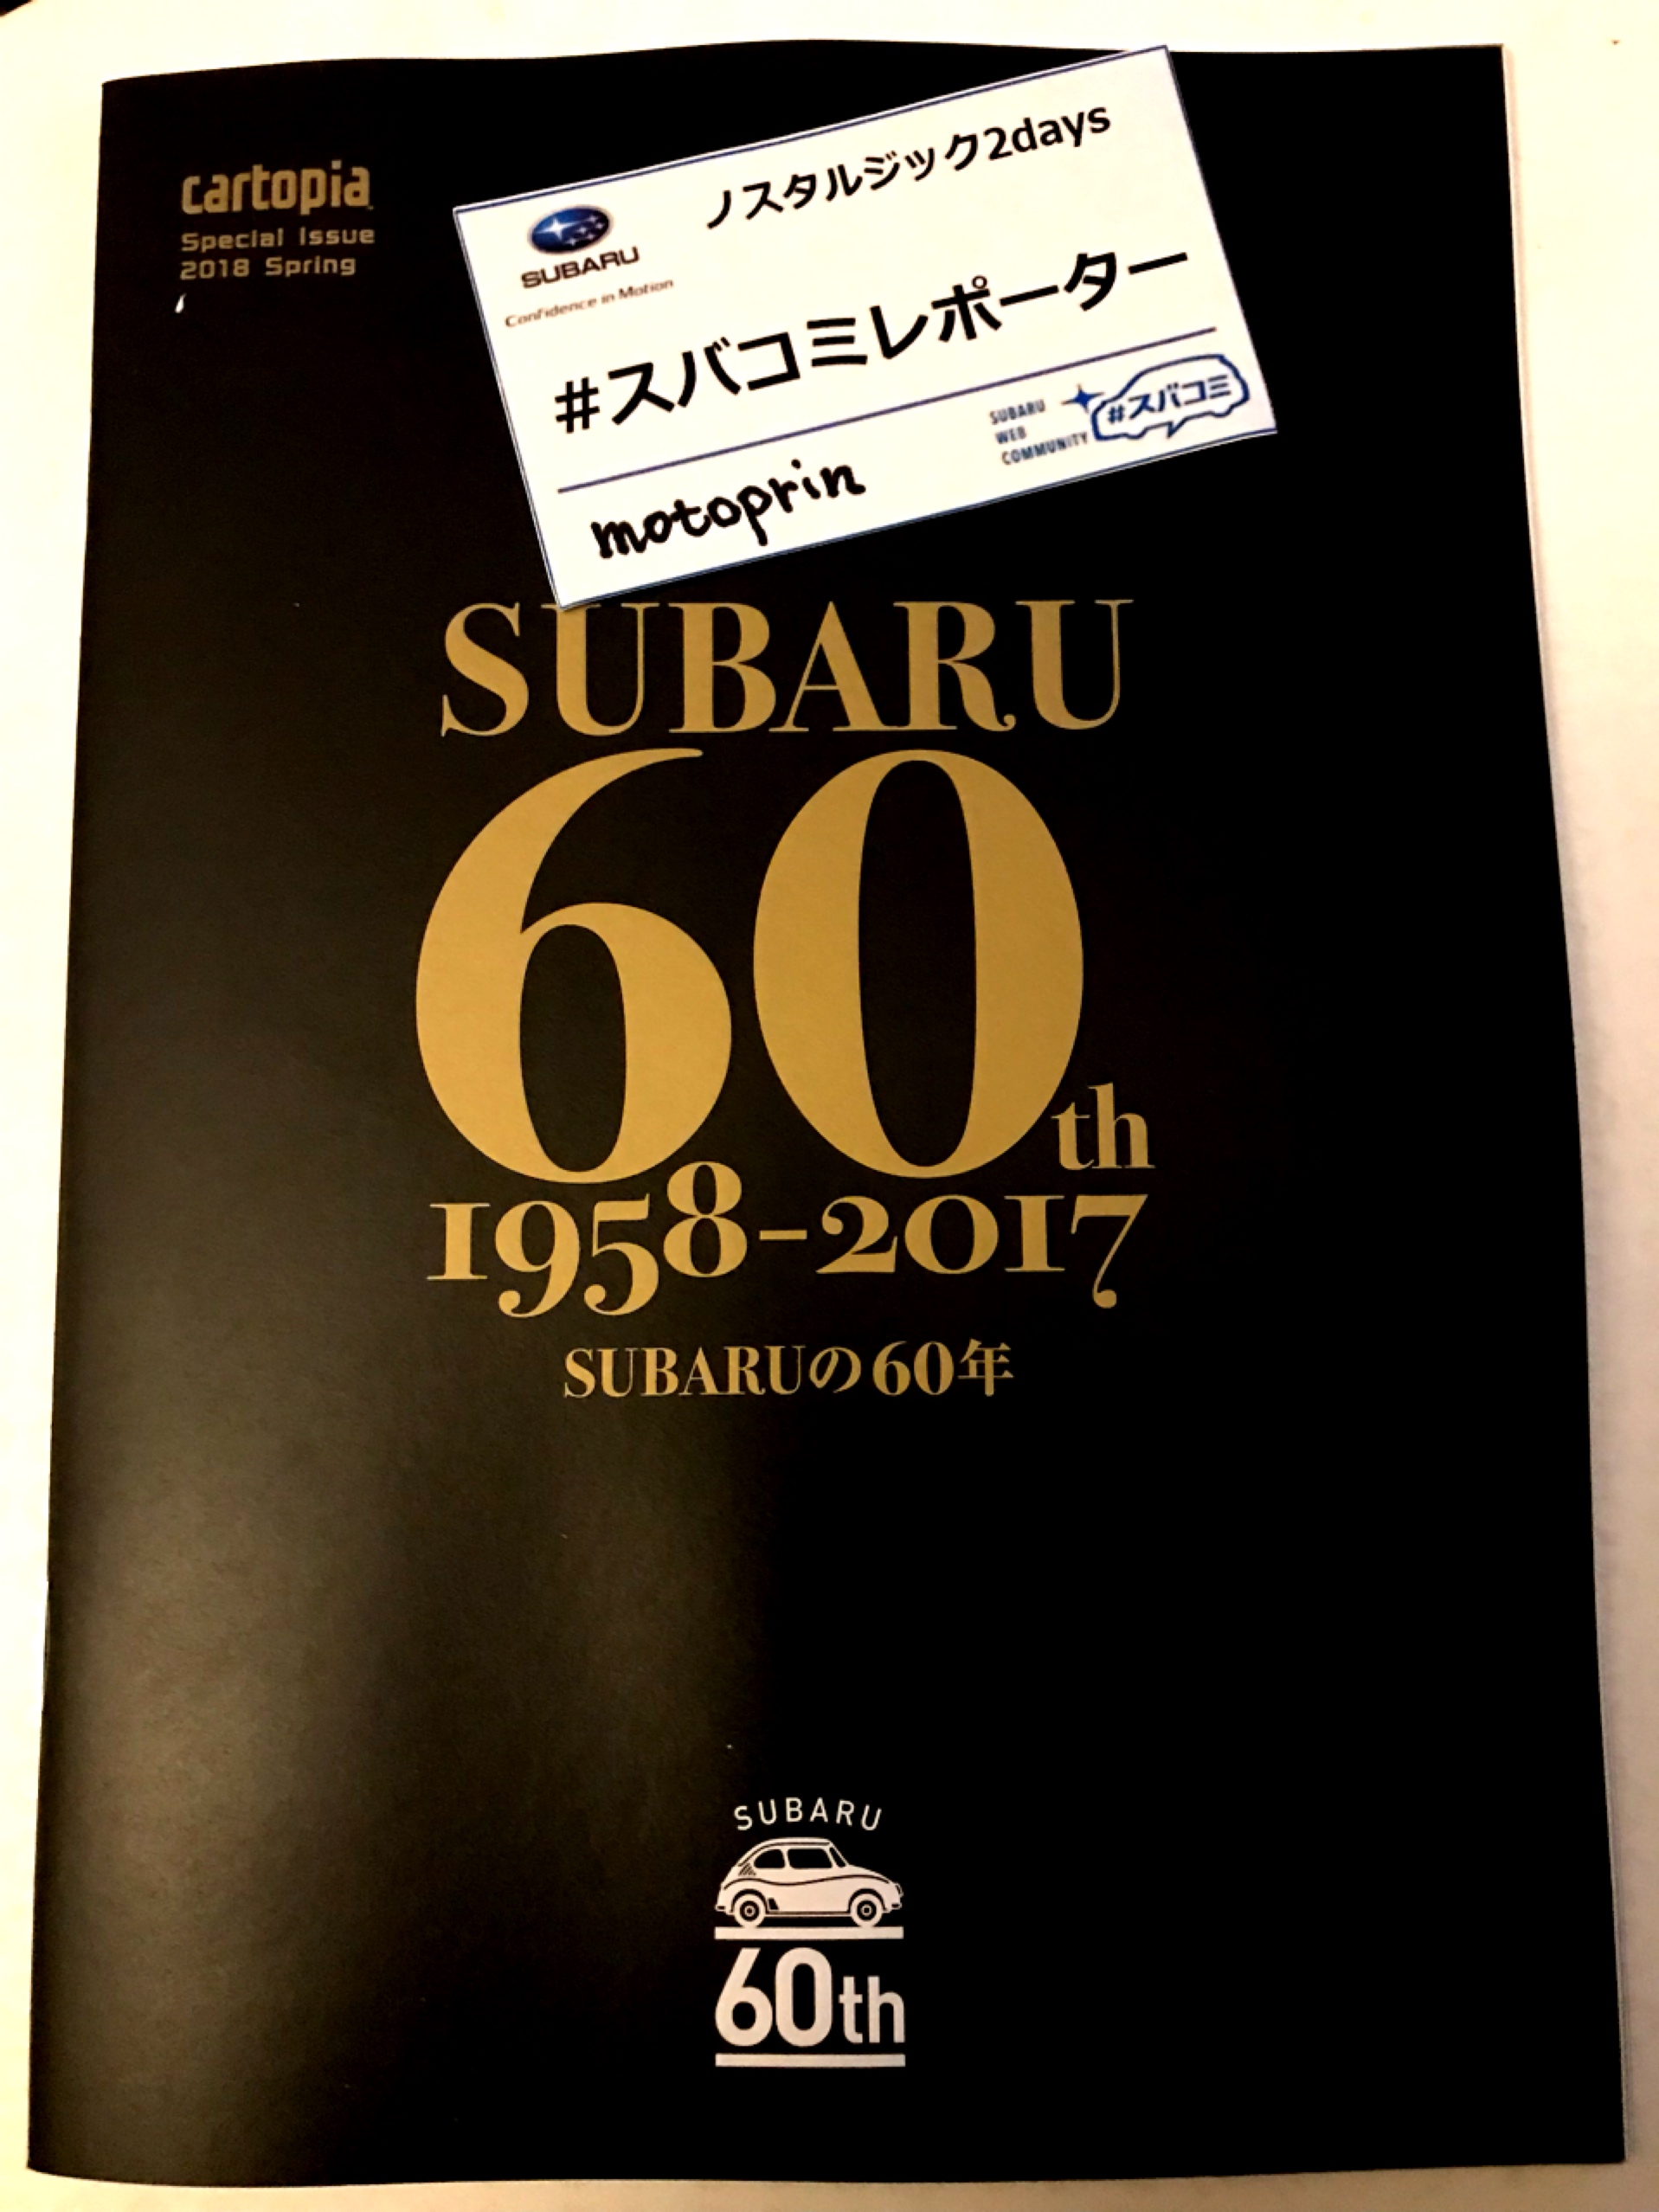 cartopia
Special Issue
2018 Spring
ノスタルジック2days
SUBARU
Confidence in Motion
#スバコミレポーター
SUBARU
WEB
COMMUNITY
#スバコミ
motoprin
SUBARU
60th
1958-2017
SUBARUの60年
SUBARU
60th